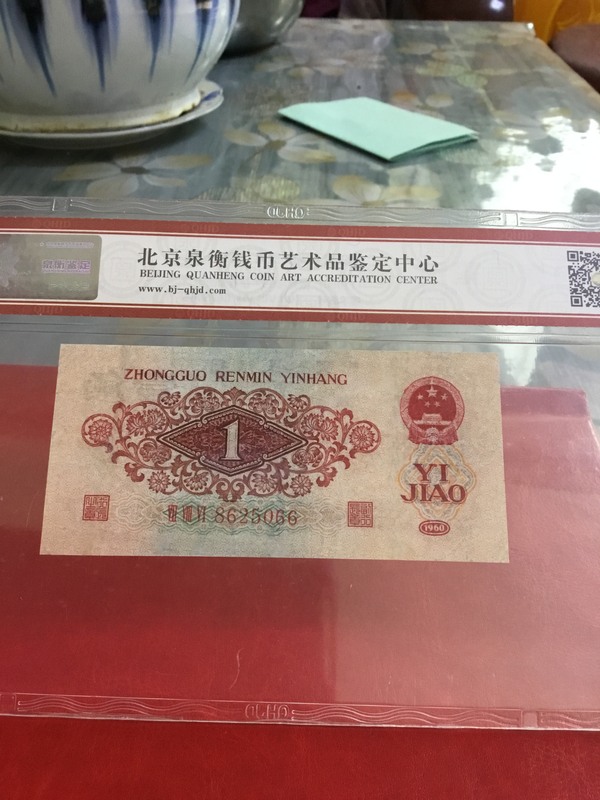 北京泉衡钱币艺术品鉴定中心
BEIJING QUANHENG COIN ART ACCREDITATION CENTER
www.bj-qhjd.com
ZHONGGUO RENMIN YINHANG
1
YI
JIAO
8625066
1960
QHJD